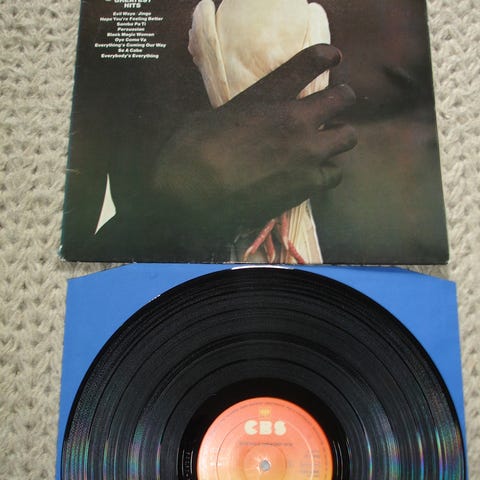 GREATEST
HITS
Evil Ways · Jingo
Hope You're Feeling Better
Samba Pa Ti
Persuasion
Black Magic Woman
Oye Como Va
Everything's Coming Our Way
Se A Cabo
Everybody's Everything
CBS